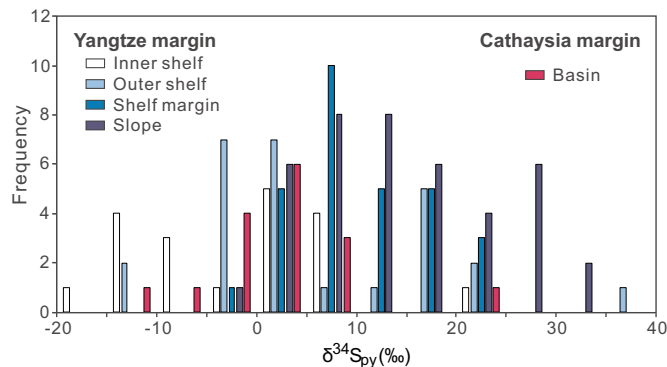 Yangtze margin
Cathaysia margin
Inner shelf
Outer shelf
Shelf margin
Slope
Basin
Frequency
12
10
8
6
4
2
0
-20
-10
0
10
20
30
40
δ³⁴Spy(‰)